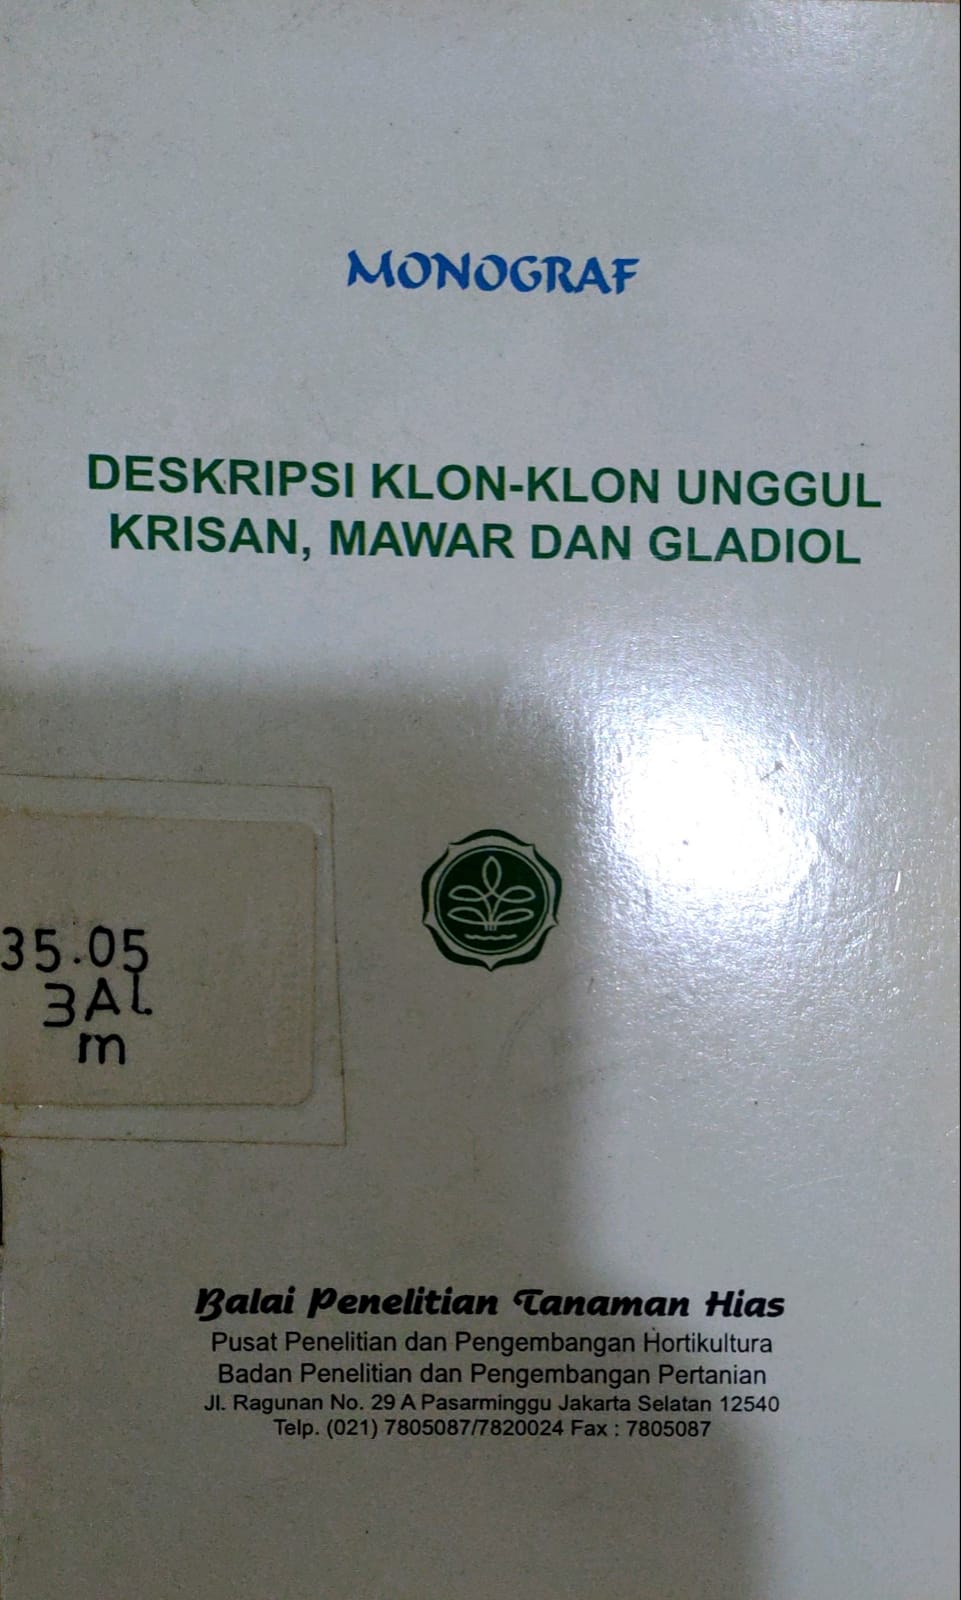 MONOGRAF
DESKRIPSI KLON-KLON UNGGUL
KRISAN, MAWAR DAN GLADIOL
35.05
BAL
m
Balai Penelitian Tanaman Hias
Pusat Penelitian dan Pengembangan Hortikultura
Badan Penelitian dan Pengembangan Pertanian
Jl. Ragunan No. 29 A Pasarminggu Jakarta Selatan 12540
Telp. (021) 7805087/7820024 Fax : 7805087